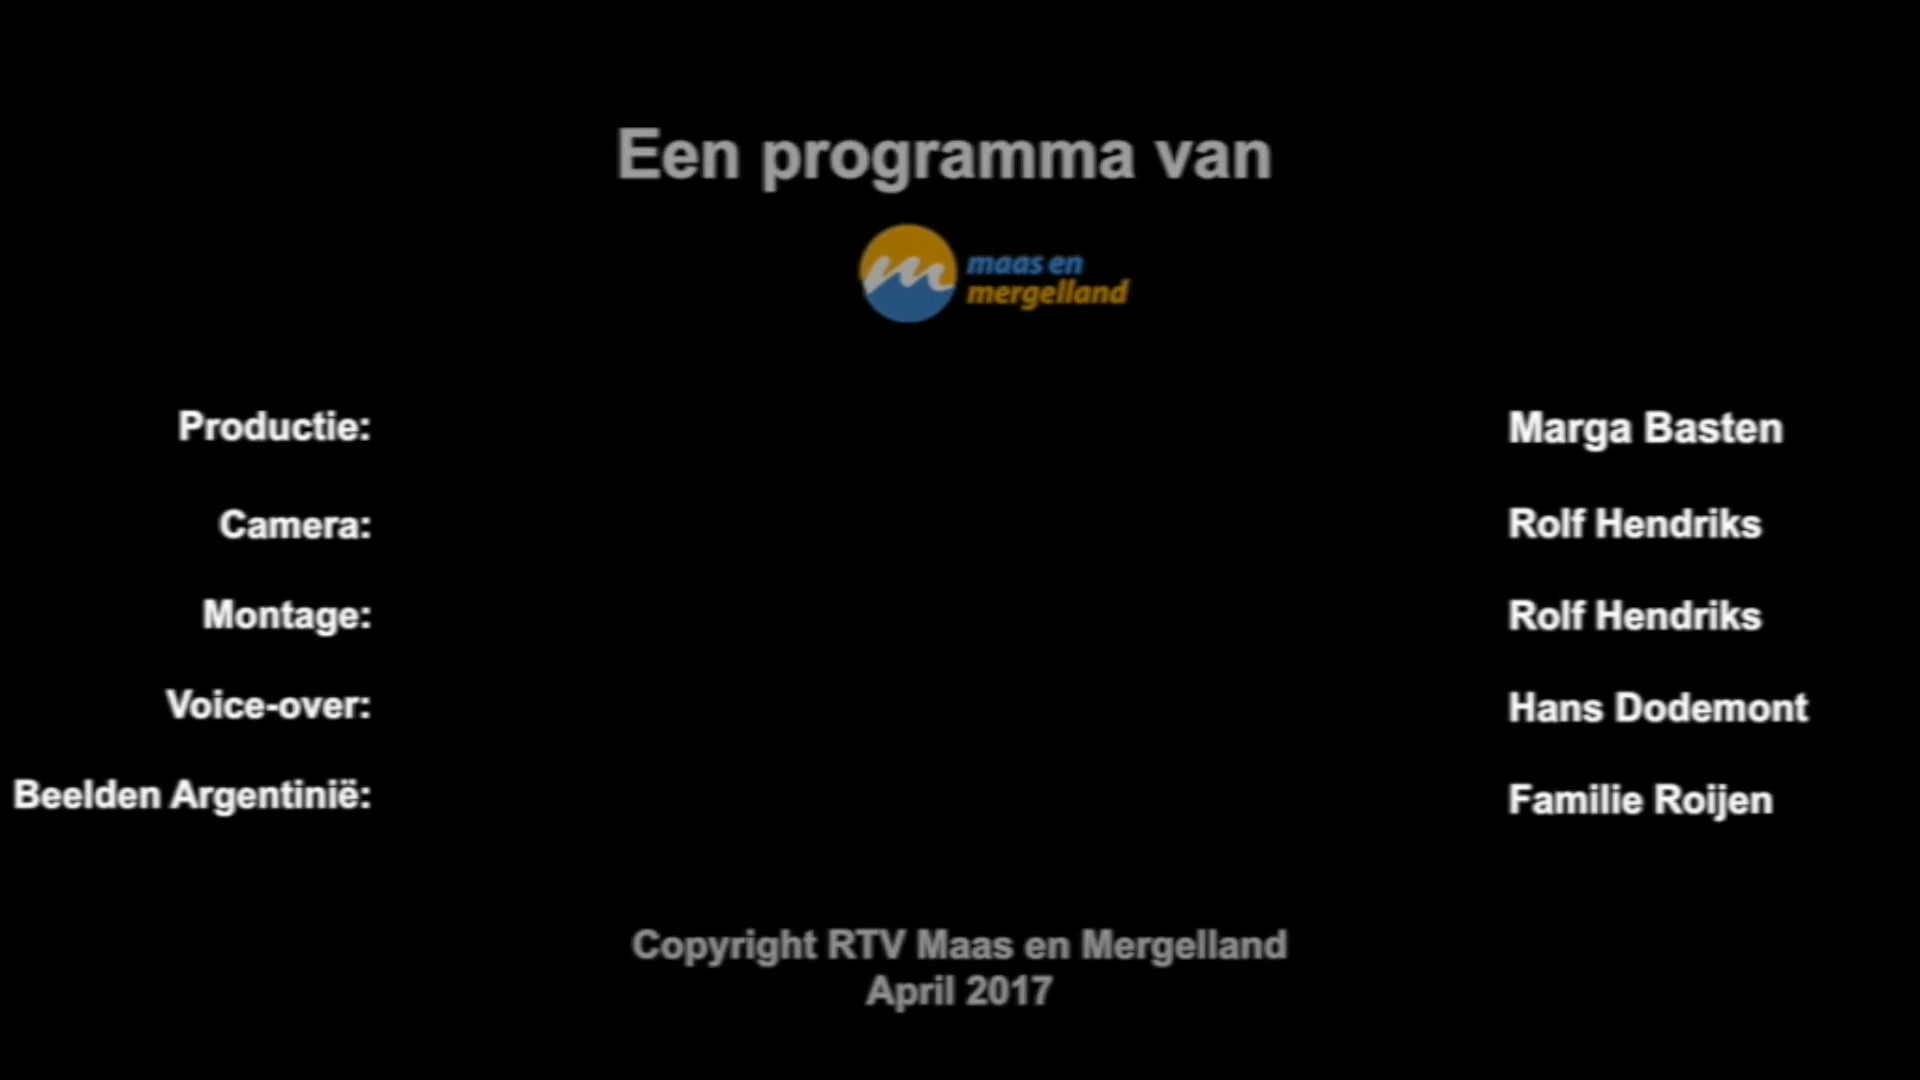 Een programma van
maas en
mergelland
Productie: Marga Basten
Camera: Rolf Hendriks
Montage: Rolf Hendriks
Voice-over: Hans Dodemont
Beelden Argentinië: Familie Roijen
Copyright RTV Maas en Mergelland
April 2017